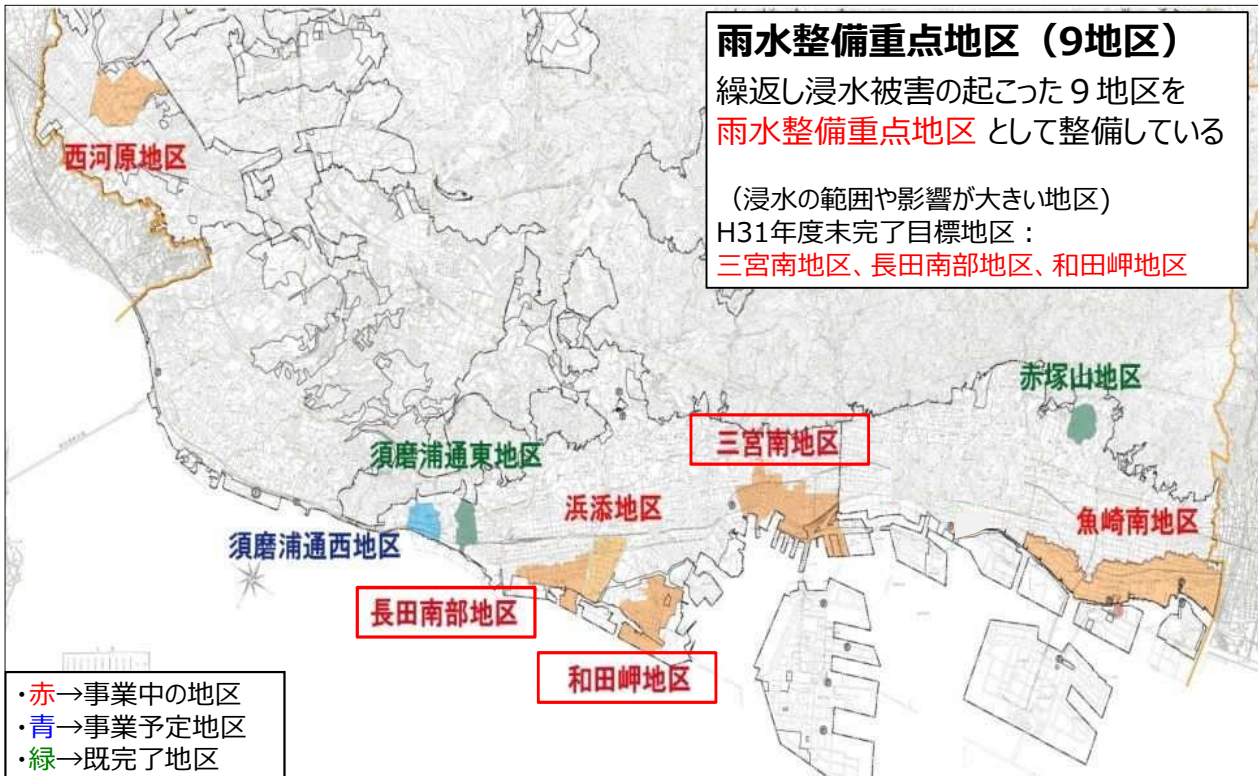 雨水整備重点地区（9地区）
繰返し浸水被害の起こった９地区を
雨水整備重点地区 として整備している
（浸水の範囲や影響が大きい地区)
H31年度末完了目標地区：
三宮南地区、長田南部地区、和田岬地区
西河原地区
赤塚山地区
三宮南地区
須磨浦通東地区
浜添地区
魚崎南地区
須磨浦通西地区
長田南部地区
和田岬地区
・赤→事業中の地区
・青→事業予定地区
・緑→既完了地区